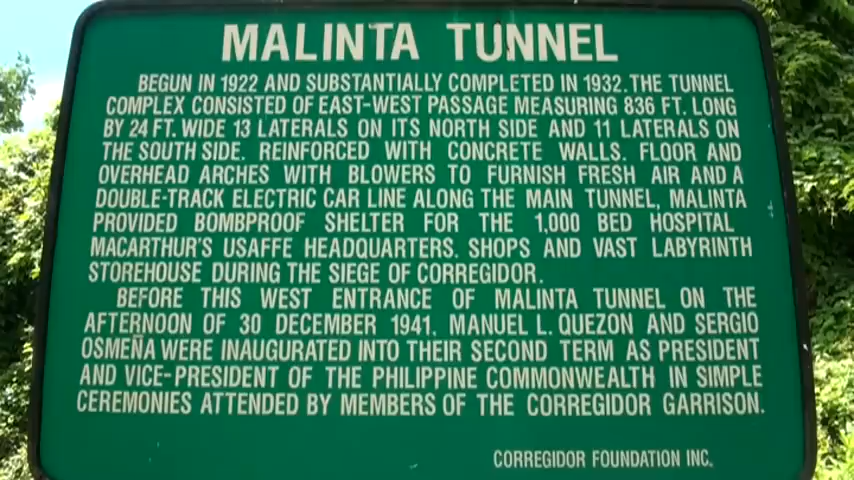 MALINTA TUNNEL
BEGUN IN 1922 AND SUBSTANTIALLY COMPLETED IN 1932. THE TUNNEL
COMPLEX CONSISTED OF EAST-WEST PASSAGE MEASURING 836 FT. LONG
BY 24 FT. WIDE 13 LATERALS ON ITS NORTH SIDE AND 11 LATERALS ON
THE SOUTH SIDE. REINFORCED WITH CONCRETE WALLS. FLOOR AND
OVERHEAD ARCHES WITH BLOWERS TO FURNISH FRESH AIR AND A
DOUBLE-TRACK ELECTRIC CAR LINE ALONG THE MAIN TUNNEL, MALINTA
PROVIDED BOMBPROOF SHELTER FOR THE 1,000 BED HOSPITAL
MACARTHUR'S USAFFE HEADQUARTERS. SHOPS AND VAST LABYRINTH
STOREHOUSE DURING THE SIEGE OF CORREGIDOR.
BEFORE THIS WEST ENTRANCE OF MALINTA TUNNEL ON THE
AFTERNOON OF 30 DECEMBER 1941. MANUEL L. QUEZON AND SERGIO
OSMEÑA WERE INAUGURATED INTO THEIR SECOND TERM AS PRESIDENT
AND VICE-PRESIDENT OF THE PHILIPPINE COMMONWEALTH IN SIMPLE
CEREMONIES ATTENDED BY MEMBERS OF THE CORREGIDOR GARRISON.
CORREGIDOR FOUNDATION INC.